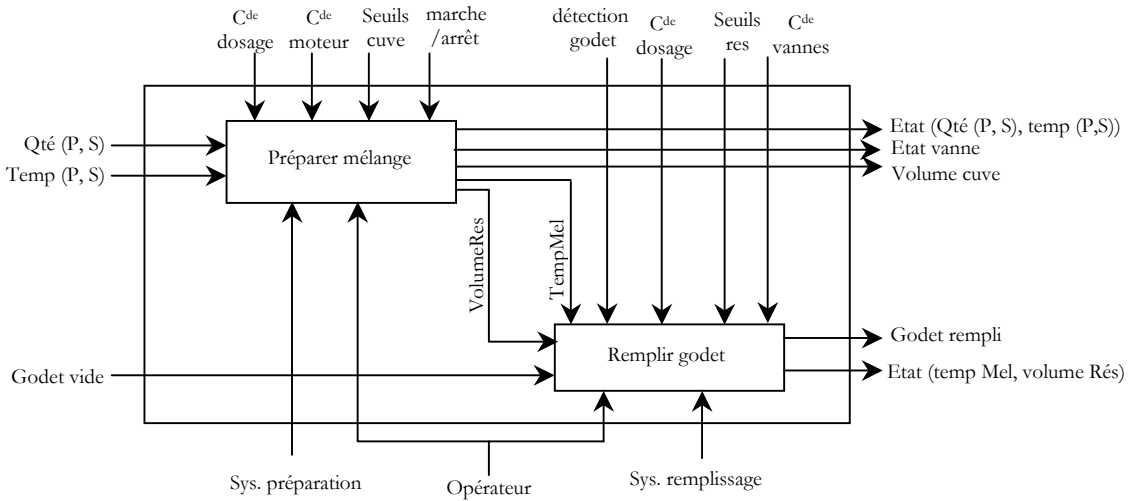 Cde dosage
Cde moteur
Seuils cuve
marche /arrêt
détection godet
Cde dosage
Seuils res
Cde vannes
Qté (P, S)
Temp (P, S)
Préparer mélange
Etat (Qté (P, S), temp (P,S))
Etat vanne
Volume cuve
VolumeRes
TempMel
Godet vide
Remplir godet
Godet rempli
Etat (temp Mel, volume Rés)
Sys. préparation
Opérateur
Sys. remplissage